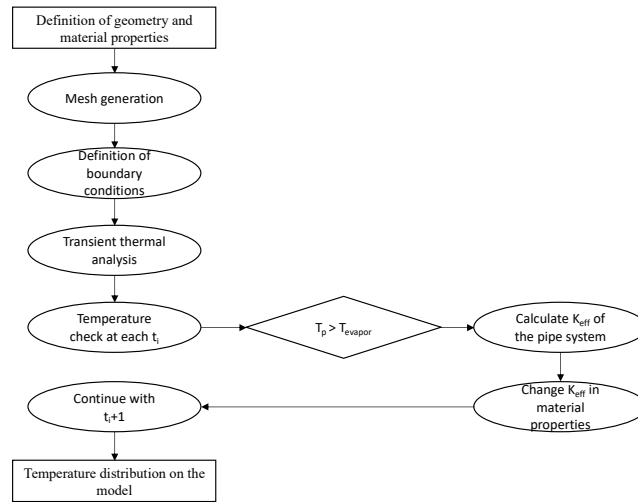 Definition of geometry and
material properties
Mesh generation
Definition of
boundary
conditions
Transient thermal
analysis
Temperature
check at each tᵢ
Tₚ > Tₑᵥₐₚₒᵣ
Calculate Kₑff of
the pipe system
Change Kₑff in
material
properties
Continue with
tᵢ+1
Temperature distribution on the
model